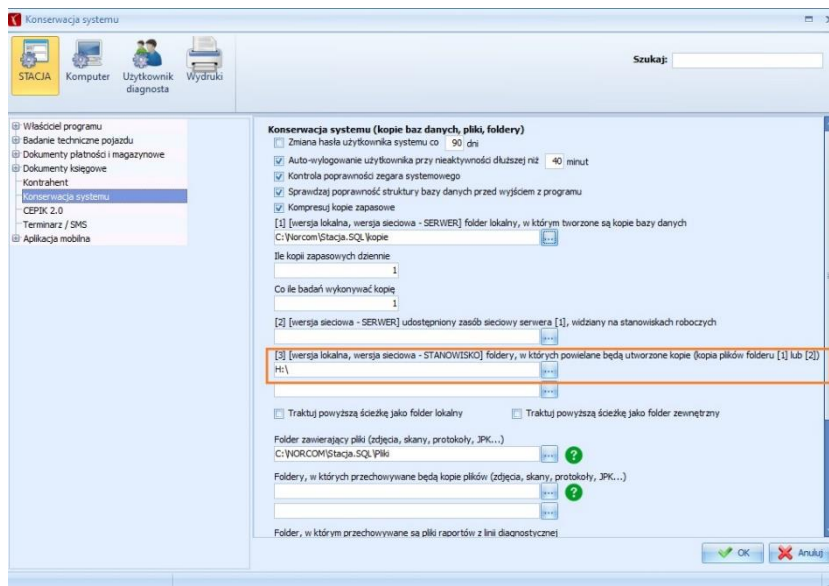 Konserwacja systemu
STACJA
Komputer
Użytkownik diagnosta
Wydruki
Szukaj:
Właściciel programu
Badanie techniczne pojazdu
Dokumenty płatności i magazynowe
Dokumenty księgowe
Kontrahent
Konserwacja systemu
CEPIK 2.0
Terminarz / SMS
Aplikacja mobilna
Konserwacja systemu (kopie baz danych, pliki, foldery)
Zmiana hasła użytkownika systemu co 90 dni
Auto-wylogowanie użytkownika przy nieaktywności dłuższej niż 40 minut
Kontrola poprawności zegara systemowego
Sprawdzaj poprawność struktury bazy danych przed wyjściem z programu
Kompresuj kopie zapasowe
[1] [wersja lokalna, wersja sieciowa - SERWER] folder lokalny, w którym tworzone są kopie bazy danych
C:\Norcom\Stacja.SQL\kopie
...
Ile kopii zapasowych dziennie
1
Co ile badań wykonywać kopię
1
[2] [wersja sieciowa - SERWER] udostępniony zasób sieciowy serwera [1], widziany na stanowiskach roboczych
...
[3] [wersja lokalna, wersja sieciowa - STANOWISKO] foldery, w których powielane będą utworzone kopie (kopia plików folderu [1] lub [2])
H:\
...
...
Traktuj powyższą ścieżkę jako folder lokalny
Traktuj powyższą ścieżkę jako folder zewnętrzny
Folder zawierający pliki (zdjęcia, skany, protokoły, JPK...)
C:\NORCOM\Stacja.SQL\Pliki
...
?
Foldery, w których przechowywane będą kopie plików (zdjęcia, skany, protokoły, JPK...)
...
?
...
Folder, w którym przechowywane są pliki raportów z linii diagnostycznej
OK
Anuluj